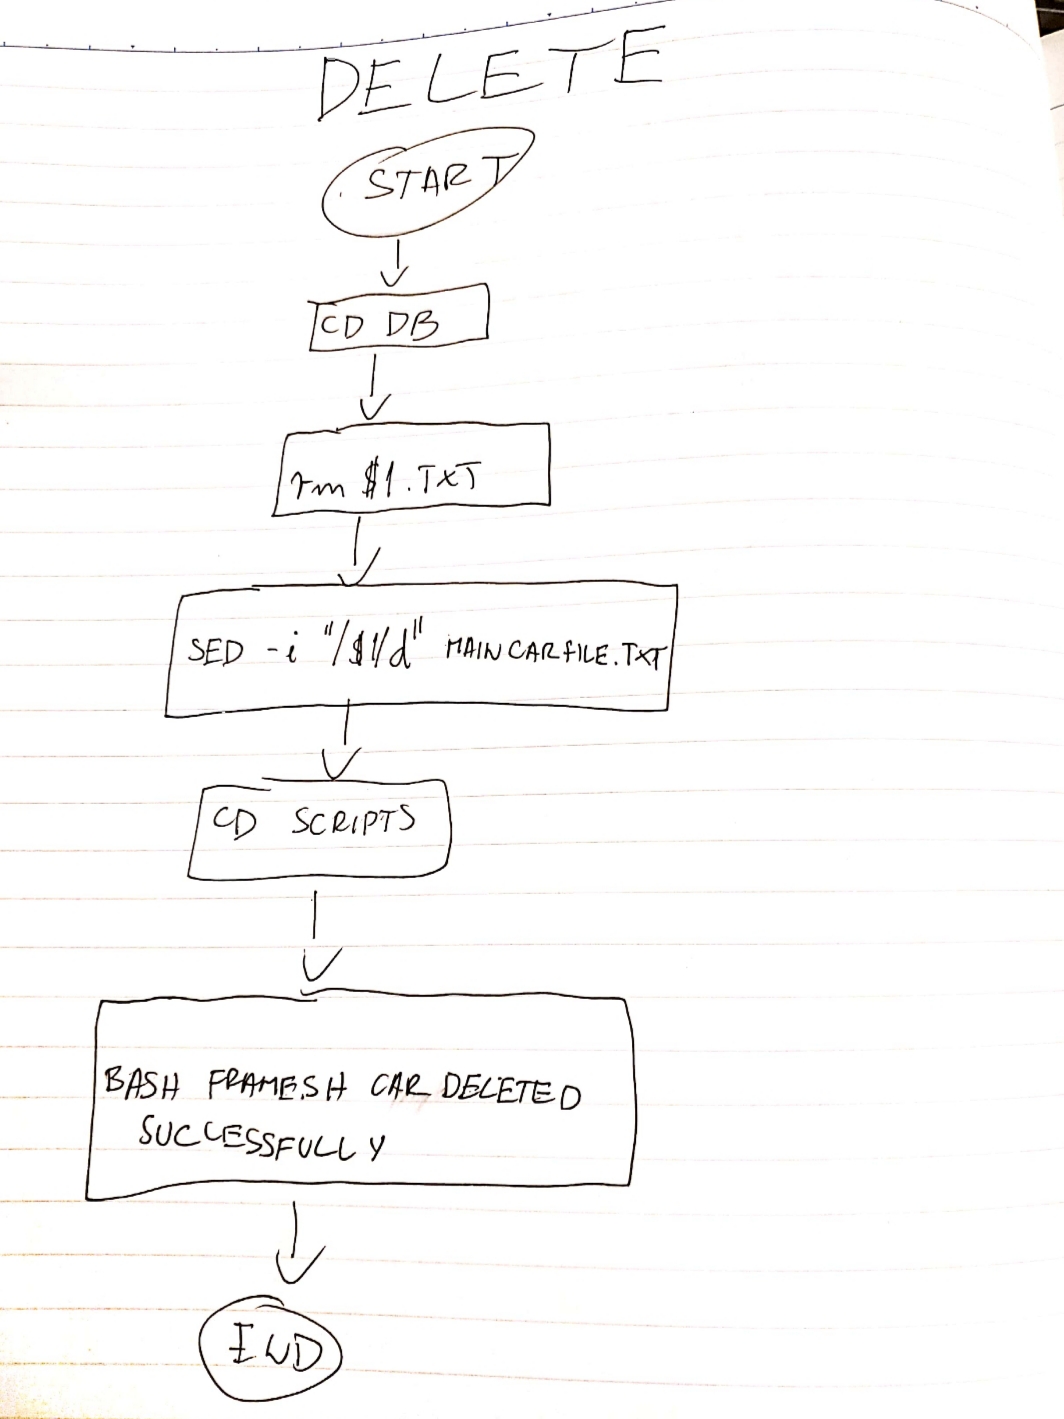 DELETE
START
CD DB
rm $1.TXT
SED -i "/$1/d" MAINCARFILE.TXT
CD SCRIPTS
BASH FRAME.SH CAR DELETED
SUCCESSFULLY
END